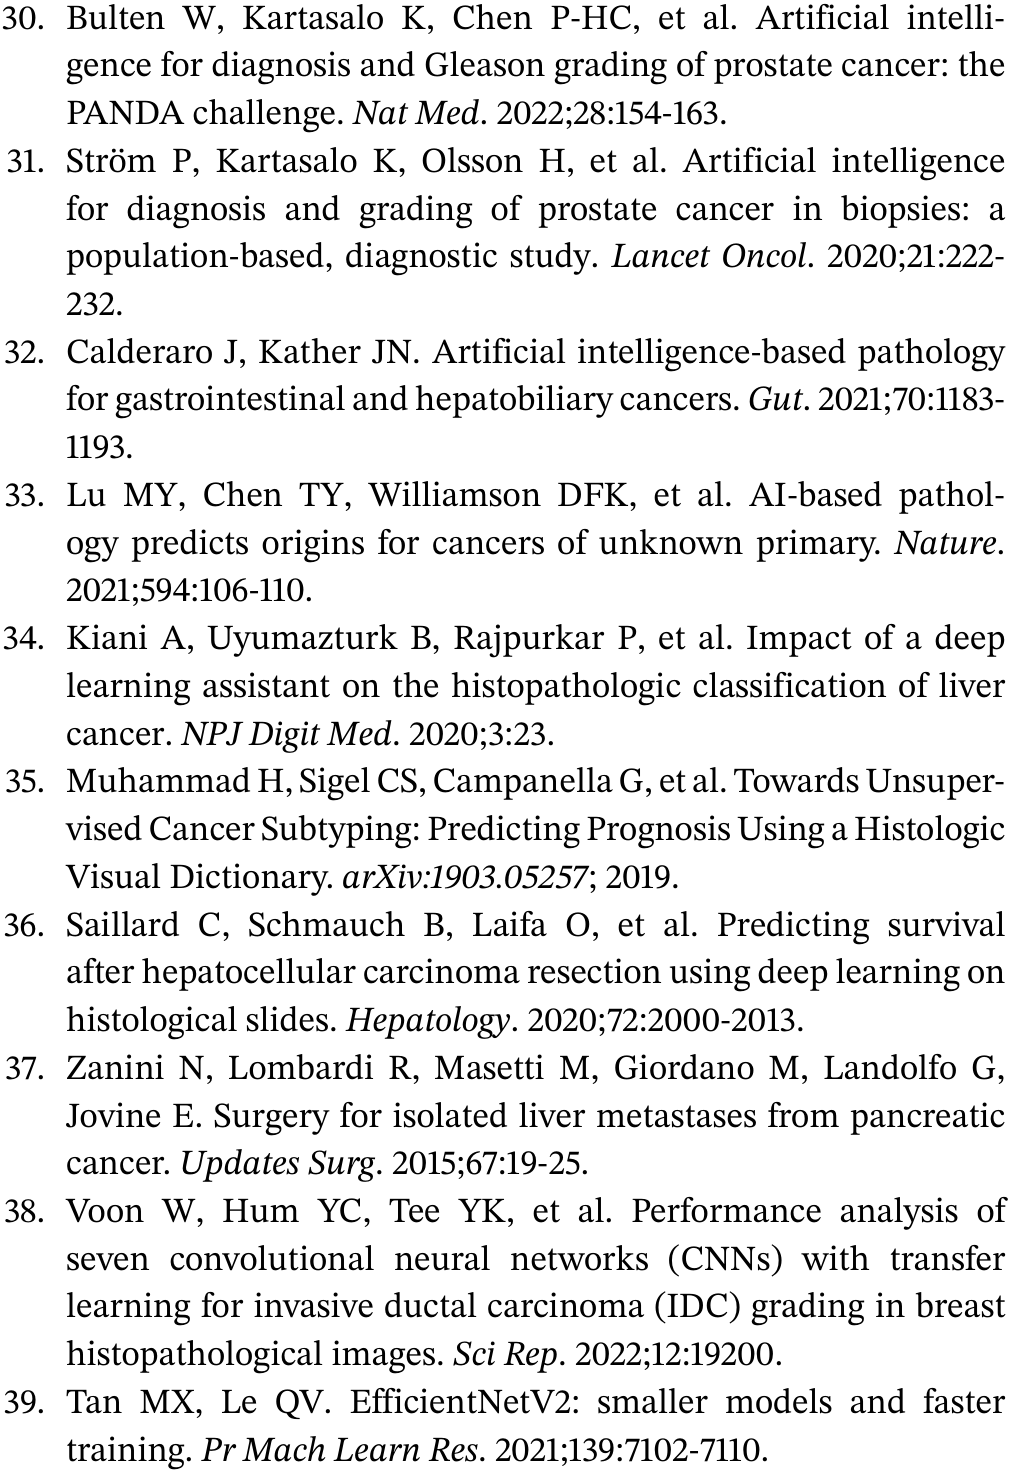 30. Bulten W, Kartasalo K, Chen P-HC, et al. Artificial intelli-
gence for diagnosis and Gleason grading of prostate cancer: the
PANDA challenge. Nat Med. 2022;28:154-163.
31. Ström P, Kartasalo K, Olsson H, et al. Artificial intelligence
for diagnosis and grading of prostate cancer in biopsies: a
population-based, diagnostic study. Lancet Oncol. 2020;21:222-
232.
32. Calderaro J, Kather JN. Artificial intelligence-based pathology
for gastrointestinal and hepatobiliary cancers. Gut. 2021;70:1183-
1193.
33. Lu MY, Chen TY, Williamson DFK, et al. AI-based pathol-
ogy predicts origins for cancers of unknown primary. Nature.
2021;594:106-110.
34. Kiani A, Uyumazturk B, Rajpurkar P, et al. Impact of a deep
learning assistant on the histopathologic classification of liver
cancer. NPJ Digit Med. 2020;3:23.
35. Muhammad H, Sigel CS, Campanella G, et al. Towards Unsuper-
vised Cancer Subtyping: Predicting Prognosis Using a Histologic
Visual Dictionary. arXiv:1903.05257; 2019.
36. Saillard C, Schmauch B, Laifa O, et al. Predicting survival
after hepatocellular carcinoma resection using deep learning on
histological slides. Hepatology. 2020;72:2000-2013.
37. Zanini N, Lombardi R, Masetti M, Giordano M, Landolfo G,
Jovine E. Surgery for isolated liver metastases from pancreatic
cancer. Updates Surg. 2015;67:19-25.
38. Voon W, Hum YC, Tee YK, et al. Performance analysis of
seven convolutional neural networks (CNNs) with transfer
learning for invasive ductal carcinoma (IDC) grading in breast
histopathological images. Sci Rep. 2022;12:19200.
39. Tan MX, Le QV. EfficientNetV2: smaller models and faster
training. Pr Mach Learn Res. 2021;139:7102-7110.